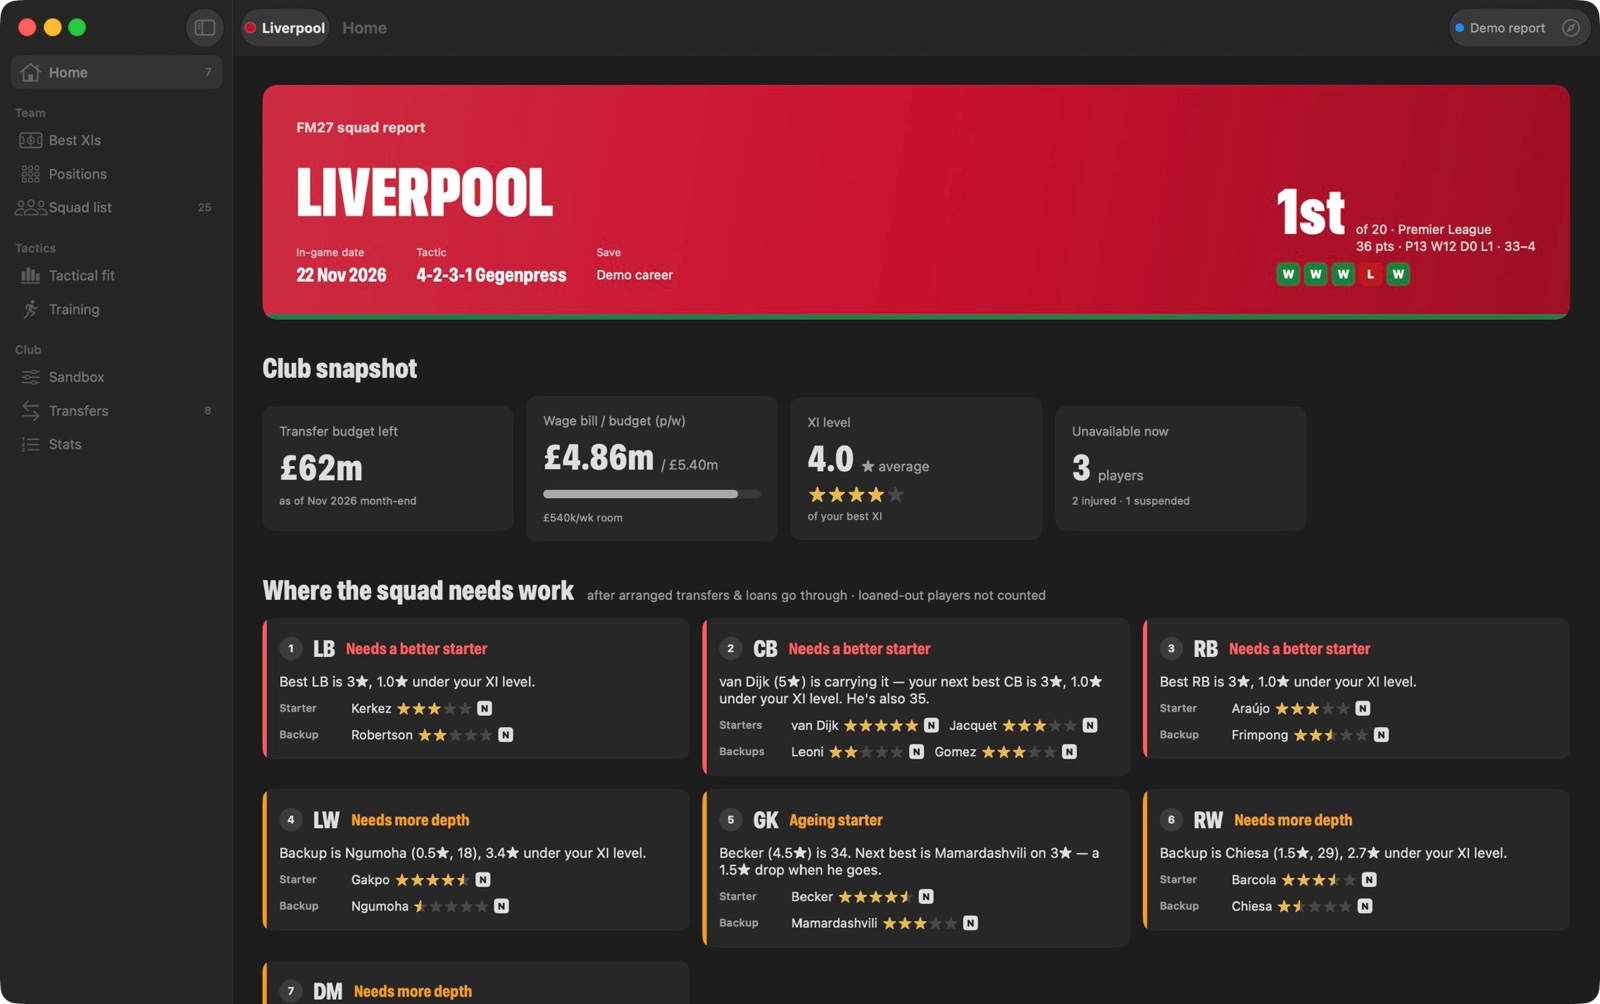 Liverpool Home
Demo report
Home 7
Team
Best XIs
Positions
Squad list 25
Tactics
Tactical fit
Training
Club
Sandbox
Transfers 8
Stats
FM27 squad report
LIVERPOOL
In-game date
22 Nov 2026
Tactic
4-2-3-1 Gegenpress
Save
Demo career
1st of 20 · Premier League
36 pts · P13 W12 D0 L1 · 33–4
W W W L W
Club snapshot
Transfer budget left
£62m
as of Nov 2026 month-end
Wage bill / budget (p/w)
£4.86m / £5.40m
£540k/wk room
XI level
4.0 ★ average
★★★★★
of your best XI
Unavailable now
3 players
2 injured · 1 suspended
Where the squad needs work after arranged transfers & loans go through · loaned-out players not counted
1 LB Needs a better starter
Best LB is 3★, 1.0★ under your XI level.
Starter Kerkez ★★★★★ N
Backup Robertson ★★★★★ N
2 CB Needs a better starter
van Dijk (5★) is carrying it — your next best CB is 3★, 1.0★
under your XI level. He's also 35.
Starters van Dijk ★★★★★ N Jacquet ★★★★★ N
Backups Leoni ★★★★★ N Gomez ★★★★★ N
3 RB Needs a better starter
Best RB is 3★, 1.0★ under your XI level.
Starter Araújo ★★★★★ N
Backup Frimpong ★★★★★ N
4 LW Needs more depth
Backup is Ngumoha (0.5★, 18), 3.4★ under your XI level.
Starter Gakpo ★★★★★ N
Backup Ngumoha ★★★★★ N
5 GK Ageing starter
Becker (4.5★) is 34. Next best is Mamardashvili on 3★ — a
1.5★ drop when he goes.
Starter Becker ★★★★★ N
Backup Mamardashvili ★★★★★ N
6 RW Needs more depth
Backup is Chiesa (1.5★, 29), 2.7★ under your XI level.
Starter Barcola ★★★★★ N
Backup Chiesa ★★★★★ N
7 DM Needs more depth